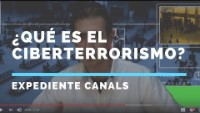 ¿QUÉ ES EL
CIBERTERRORISMO?
EXPEDIENTE CANALS